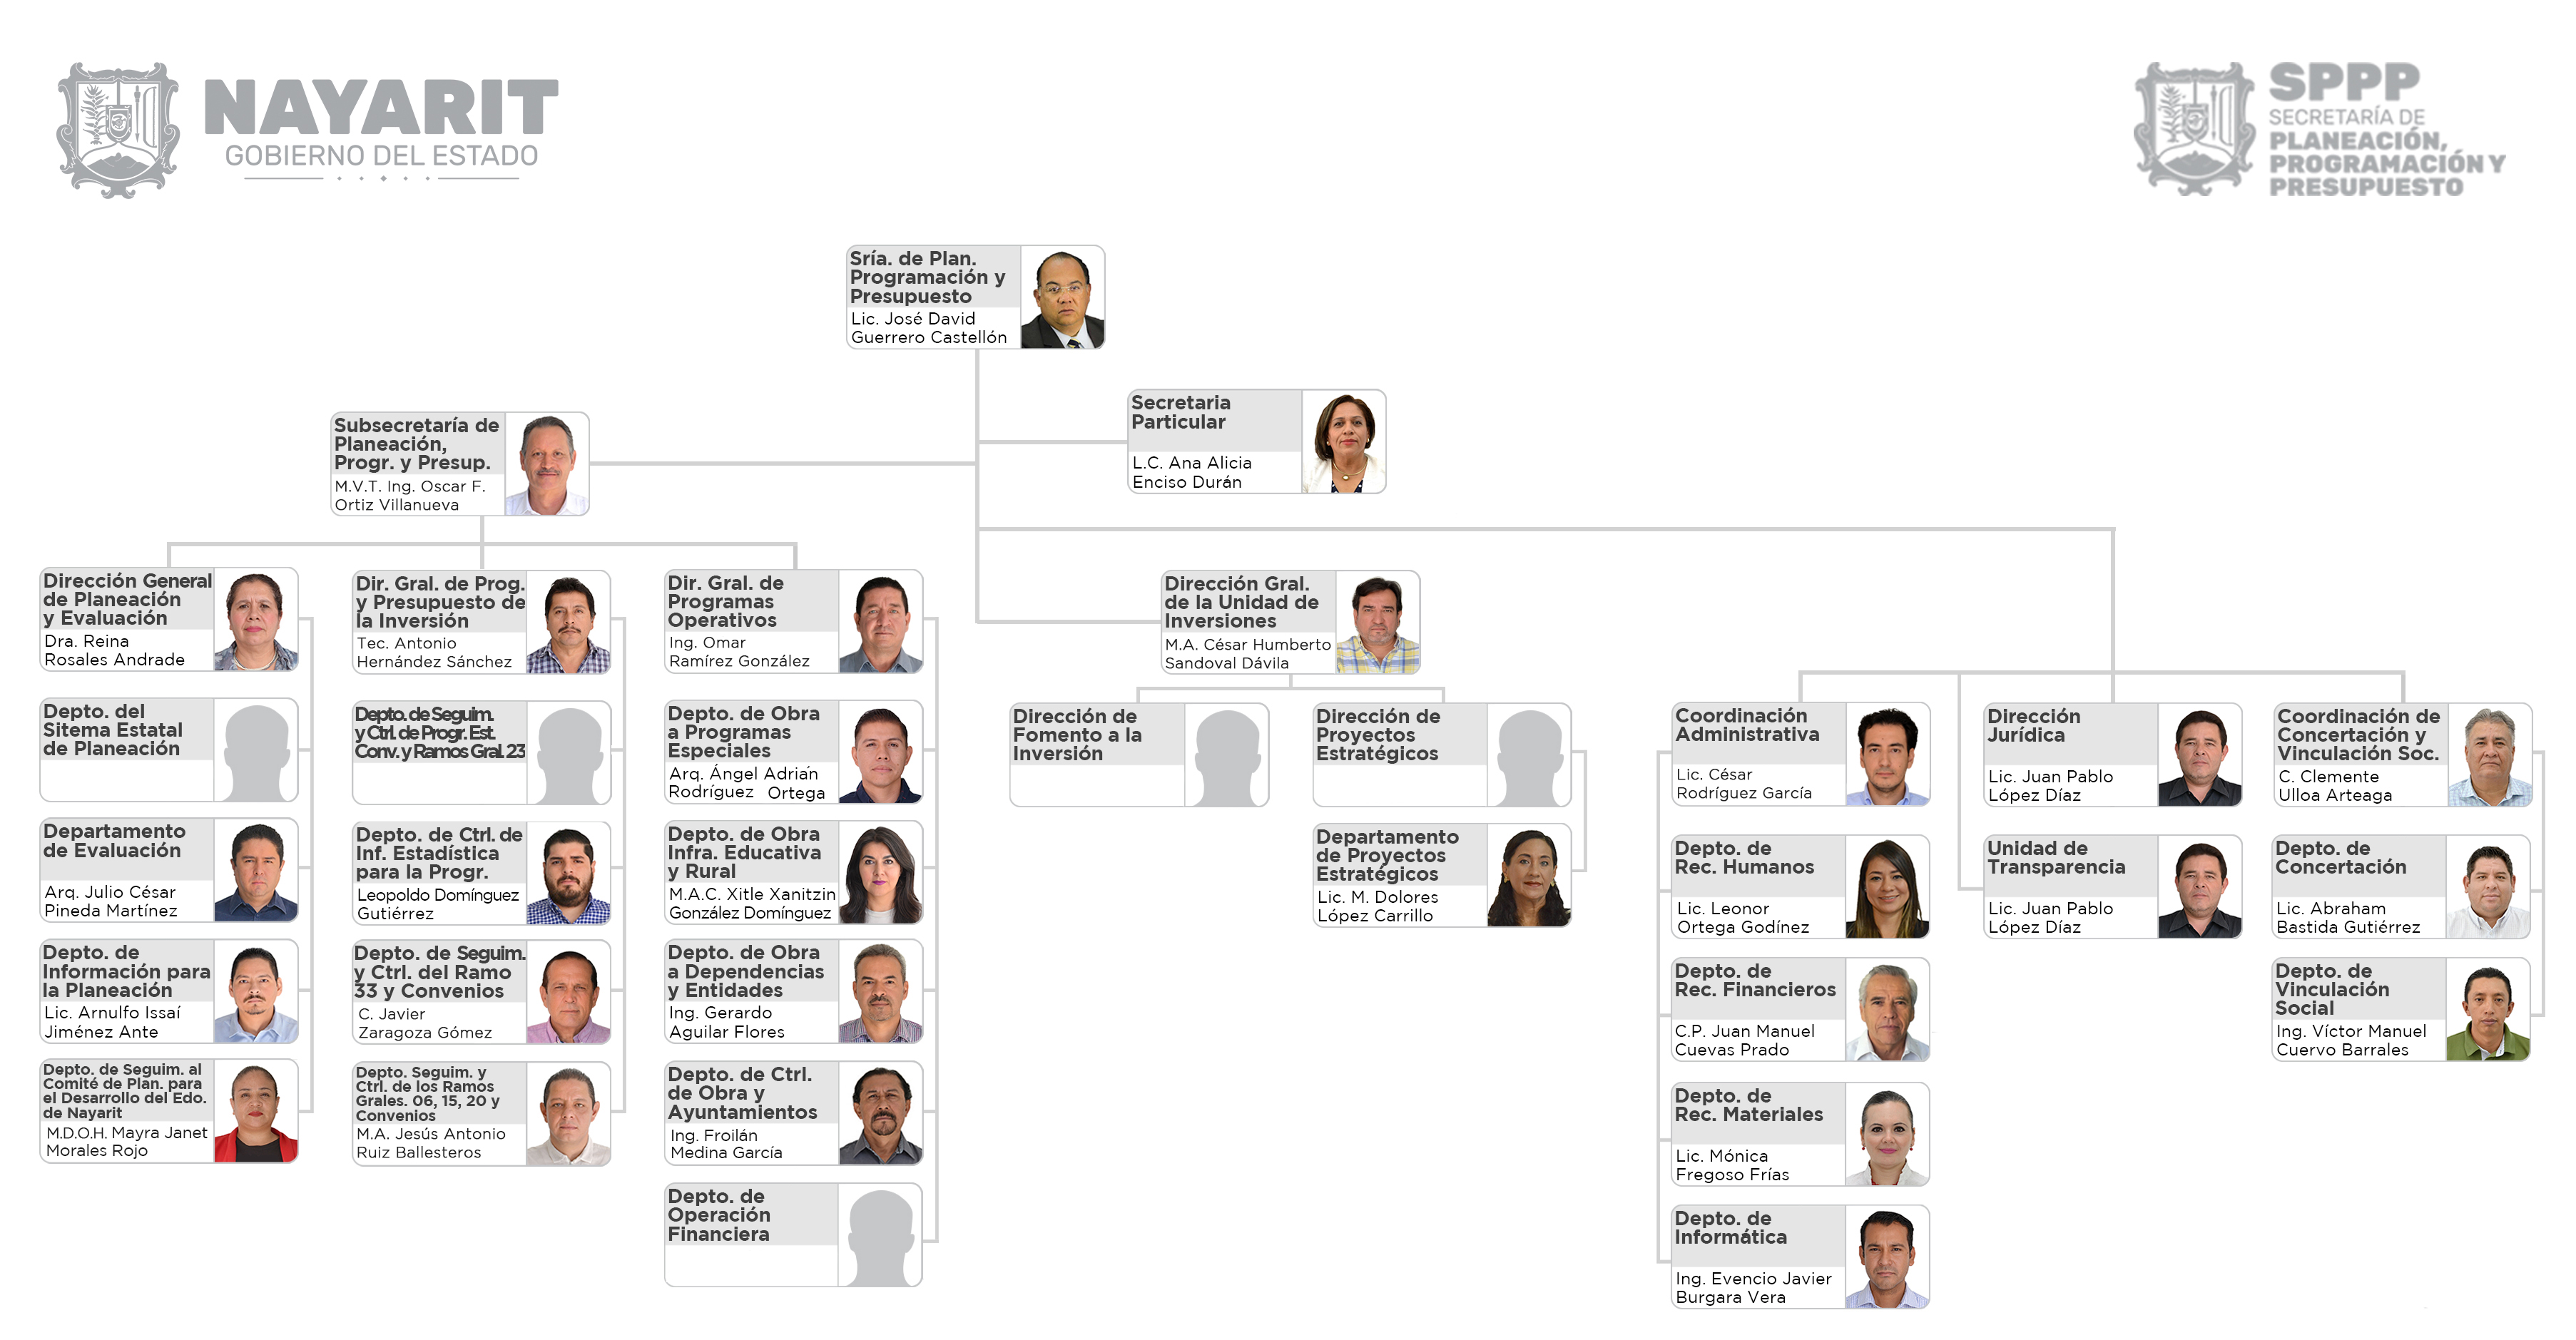 NAYARIT
GOBIERNO DEL ESTADO
SPPP
SECRETARÍA DE
PLANEACIÓN,
PROGRAMACIÓN Y
PRESUPUESTO
Sría. de Plan.
Programación y
Presupuesto
Lic. José David
Guerrero Castellón
Secretaria
Particular
L.C. Ana Alicia
Enciso Durán
Subsecretaría de
Planeación,
Progr. y Presup.
M.V.T. Ing. Oscar F.
Ortiz Villanueva
Dirección General
de Planeación
y Evaluación
Dra. Reina
Rosales Andrade
Depto. del
Sitema Estatal
de Planeación
Departamento
de Evaluación
Arq. Julio César
Pineda Martínez
Depto. de
Información para
la Planeación
Lic. Arnulfo Issaí
Jiménez Ante
Depto. de Seguim. al
Comité de Plan. para
el Desarrollo del Edo.
de Nayarit
M.D.O.H. Mayra Janet
Morales Rojo
Dir. Gral. de Prog.
y Presupuesto de
la Inversión
Tec. Antonio
Hernández Sánchez
Depto. de Seguim.
y Ctrl. de Progr. Est.
Conv. y Ramos Gral. 23
Depto. de Ctrl. de
Inf. Estadística
para la Progr.
Leopoldo Domínguez
Gutiérrez
Depto. de Seguim.
y Ctrl. del Ramo
33 y Convenios
C. Javier
Zaragoza Gómez
Depto. Seguim. y
Ctrl. de los Ramos
Grales. 06, 15, 20 y
Convenios
M.A. Jesús Antonio
Ruiz Ballesteros
Dir. Gral. de
Programas
Operativos
Ing. Omar
Ramírez González
Depto. de Obra
a Programas
Especiales
Arq. Ángel Adrián
Rodríguez Ortega
Depto. de Obra
Infra. Educativa
y Rural
M.A.C. Xitle Xanitzin
González Domínguez
Depto. de Obra
a Dependencias
y Entidades
Ing. Gerardo
Aguilar Flores
Depto. de Ctrl.
de Obra y
Ayuntamientos
Ing. Froilán
Medina García
Depto. de
Operación
Financiera
Dirección Gral.
de la Unidad de
Inversiones
M.A. César Humberto
Sandoval Dávila
Dirección de
Fomento a la
Inversión
Dirección de
Proyectos
Estratégicos
Departamento
de Proyectos
Estratégicos
Lic. M. Dolores
López Carrillo
Coordinación
Administrativa
Lic. César
Rodríguez García
Depto. de
Rec. Humanos
Lic. Leonor
Ortega Godínez
Depto. de
Rec. Financieros
C.P. Juan Manuel
Cuevas Prado
Depto. de
Rec. Materiales
Lic. Mónica
Fregoso Frías
Depto. de
Informática
Ing. Evencio Javier
Burgara Vera
Dirección
Jurídica
Lic. Juan Pablo
López Díaz
Unidad de
Transparencia
Lic. Juan Pablo
López Díaz
Coordinación de
Concertación y
Vinculación Soc.
C. Clemente
Ulloa Arteaga
Depto. de
Concertación
Lic. Abraham
Bastida Gutiérrez
Depto. de
Vinculación
Social
Ing. Víctor Manuel
Cuervo Barrales